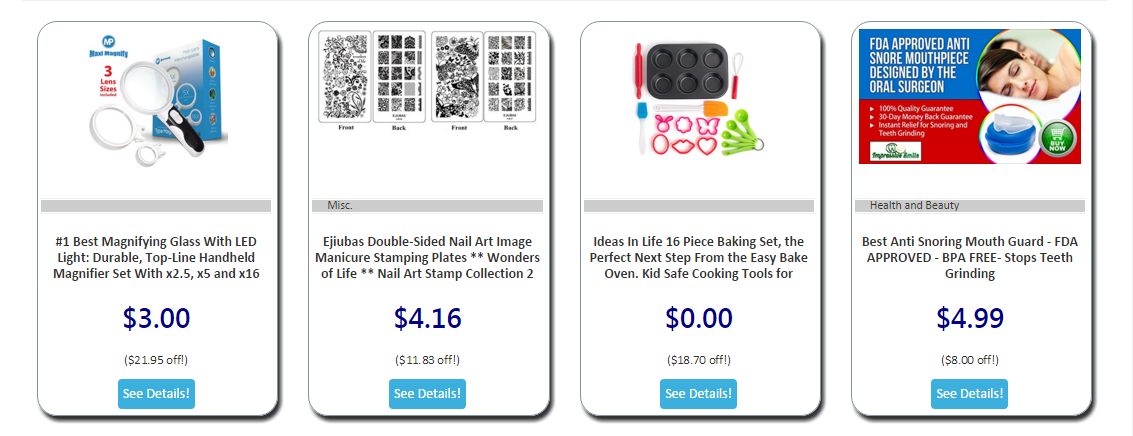 MP
Maxi Magnify
3
Lens
Sizes
Included
#1 Best Magnifying Glass With LED
Light: Durable, Top-Line Handheld
Magnifier Set With x2.5, x5 and x16
$3.00
($21.95 off!)
See Details!
Front
Back
Front
Back
Misc.
Ejiubas Double-Sided Nail Art Image
Manicure Stamping Plates ** Wonders
of Life ** Nail Art Stamp Collection 2
$4.16
($11.83 off!)
See Details!
Ideas In Life 16 Piece Baking Set, the
Perfect Next Step From the Easy Bake
Oven. Kid Safe Cooking Tools for
$0.00
($18.70 off!)
See Details!
FDA APPROVED ANTI
SNORE MOUTHPIECE
DESIGNED BY THE
ORAL SURGEON
100% Quality Guarantee
30-Day Money Back Guarantee
Instant Relief for Snoring and
Teeth Grinding
Impressive Smile
BUY
NOW
Health and Beauty
Best Anti Snoring Mouth Guard - FDA
APPROVED - BPA FREE- Stops Teeth
Grinding
$4.99
($8.00 off!)
See Details!